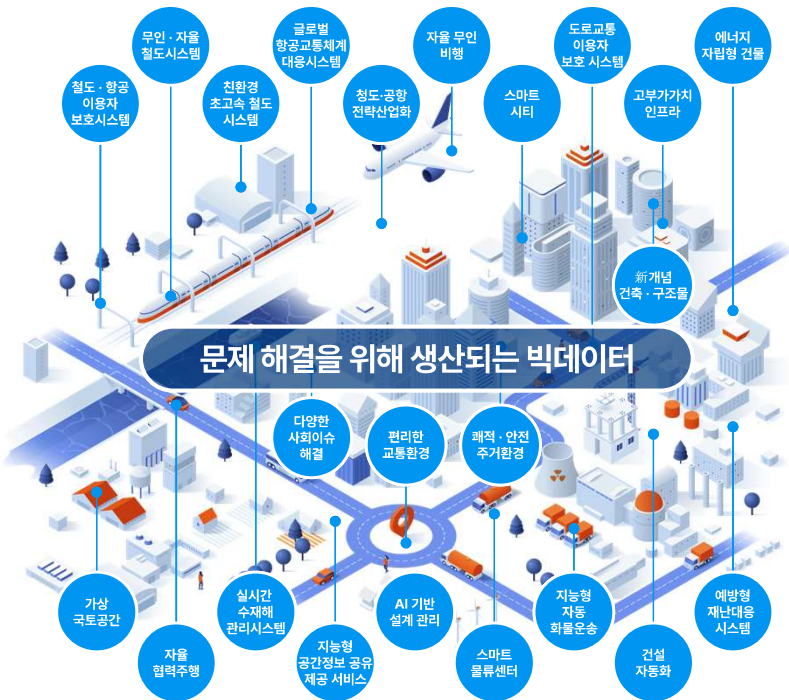 무인 · 자율
철도시스템
글로벌
항공교통체계
대응시스템
자율 무인
비행
도로교통
이용자
보호 시스템
에너지
자립형 건물
철도 · 항공
이용자
보호시스템
친환경
초고속 철도
시스템
청도·공항
전략산업화
스마트
시티
고부가가치
인프라
新개념
건축 · 구조물
문제 해결을 위해 생산되는 빅데이터
다양한
사회이슈
해결
편리한
교통환경
쾌적 · 안전
주거환경
가상
국토공간
실시간
수재해
관리시스템
AI 기반
설계 관리
지능형
자동
화물운송
예방형
재난대응
시스템
자율
협력주행
지능형
공간정보 공유
제공 서비스
스마트
물류센터
건설
자동화